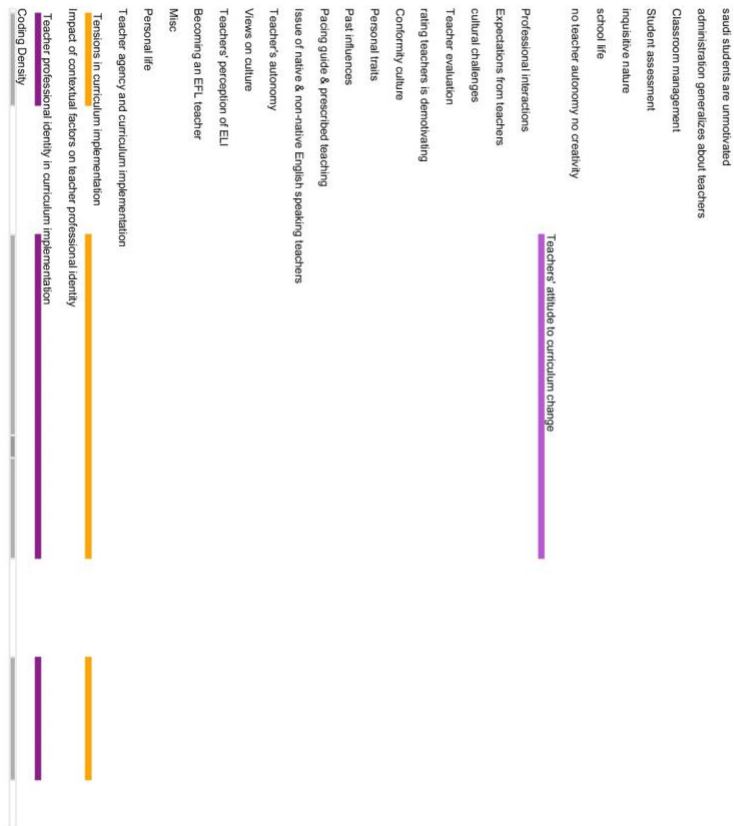 saudi students are unmotivated
administration generalizes about teachers
Classroom management
Student assessment
inquisitive nature
school life
no teacher autonomy no creativity
Teachers' attitude to curriculum change
Professional interactions
Expectations from teachers
cultural challenges
Teacher evaluation
rating teachers is demotivating
Conformity culture
Personal traits
Past Influences
Pacing guide & prescribed teaching
Issue of native & non-native English speaking teachers
Teacher's autonomy
Views on culture
Teachers' perception of ELI
Becoming an EFL teacher
Misc
Personal life
Teacher agency and curriculum implementation
Tensions in curriculum implementation
Impact of contextual factors on teacher professional identity
Teacher professional identity in curriculum implementation
Coding Density